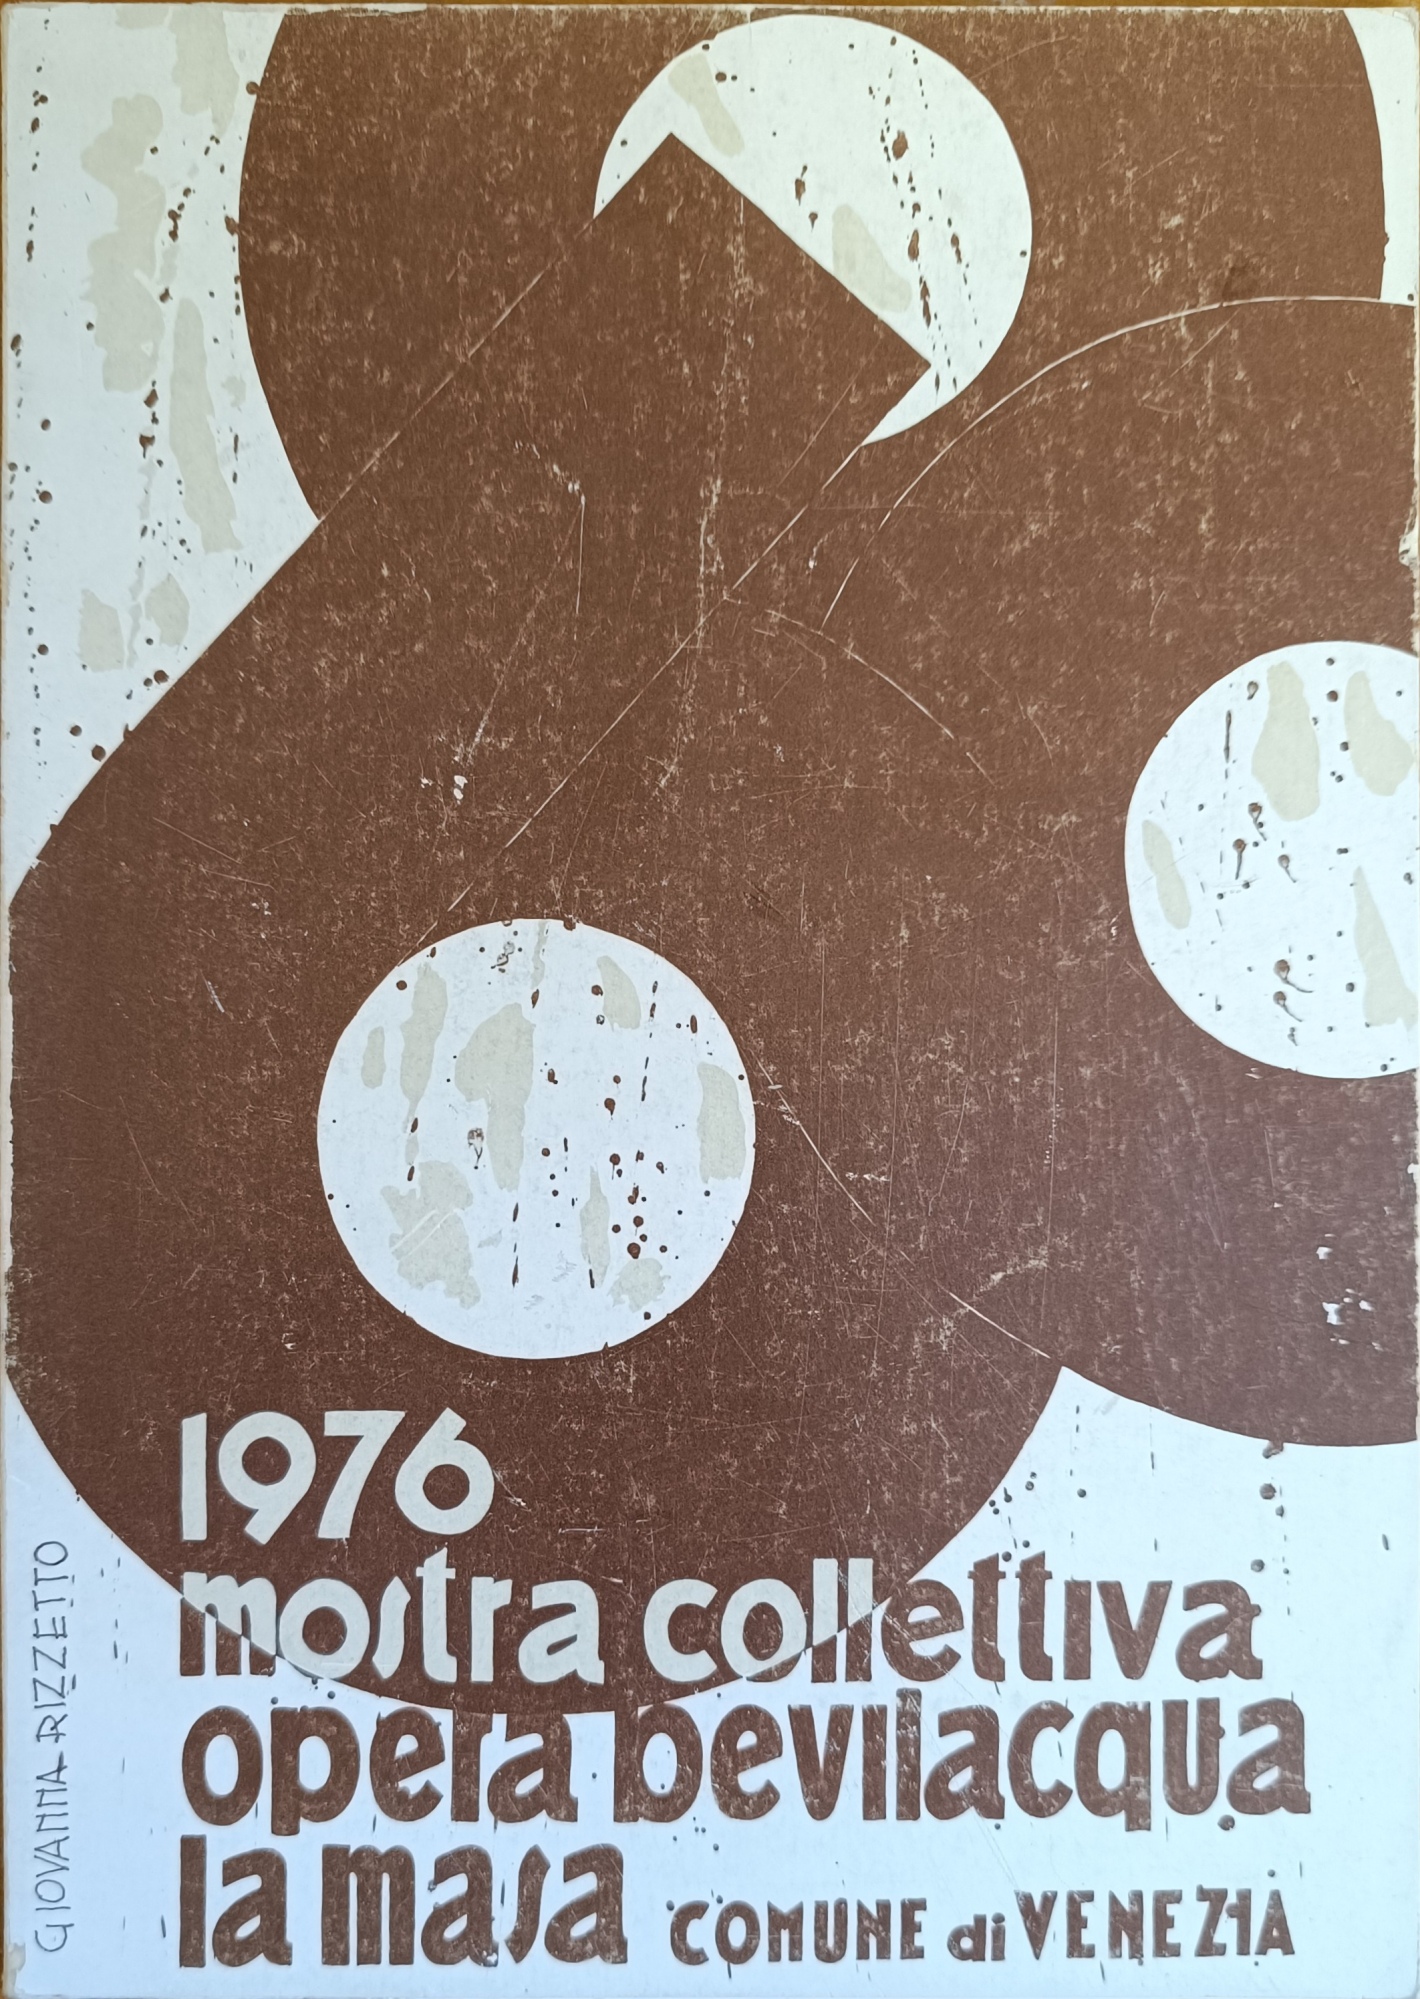 1976
mostra collettiva
opera bevilacqua
la masa COMUNE di VENEZIA
GIOVANNA RIZZETTO